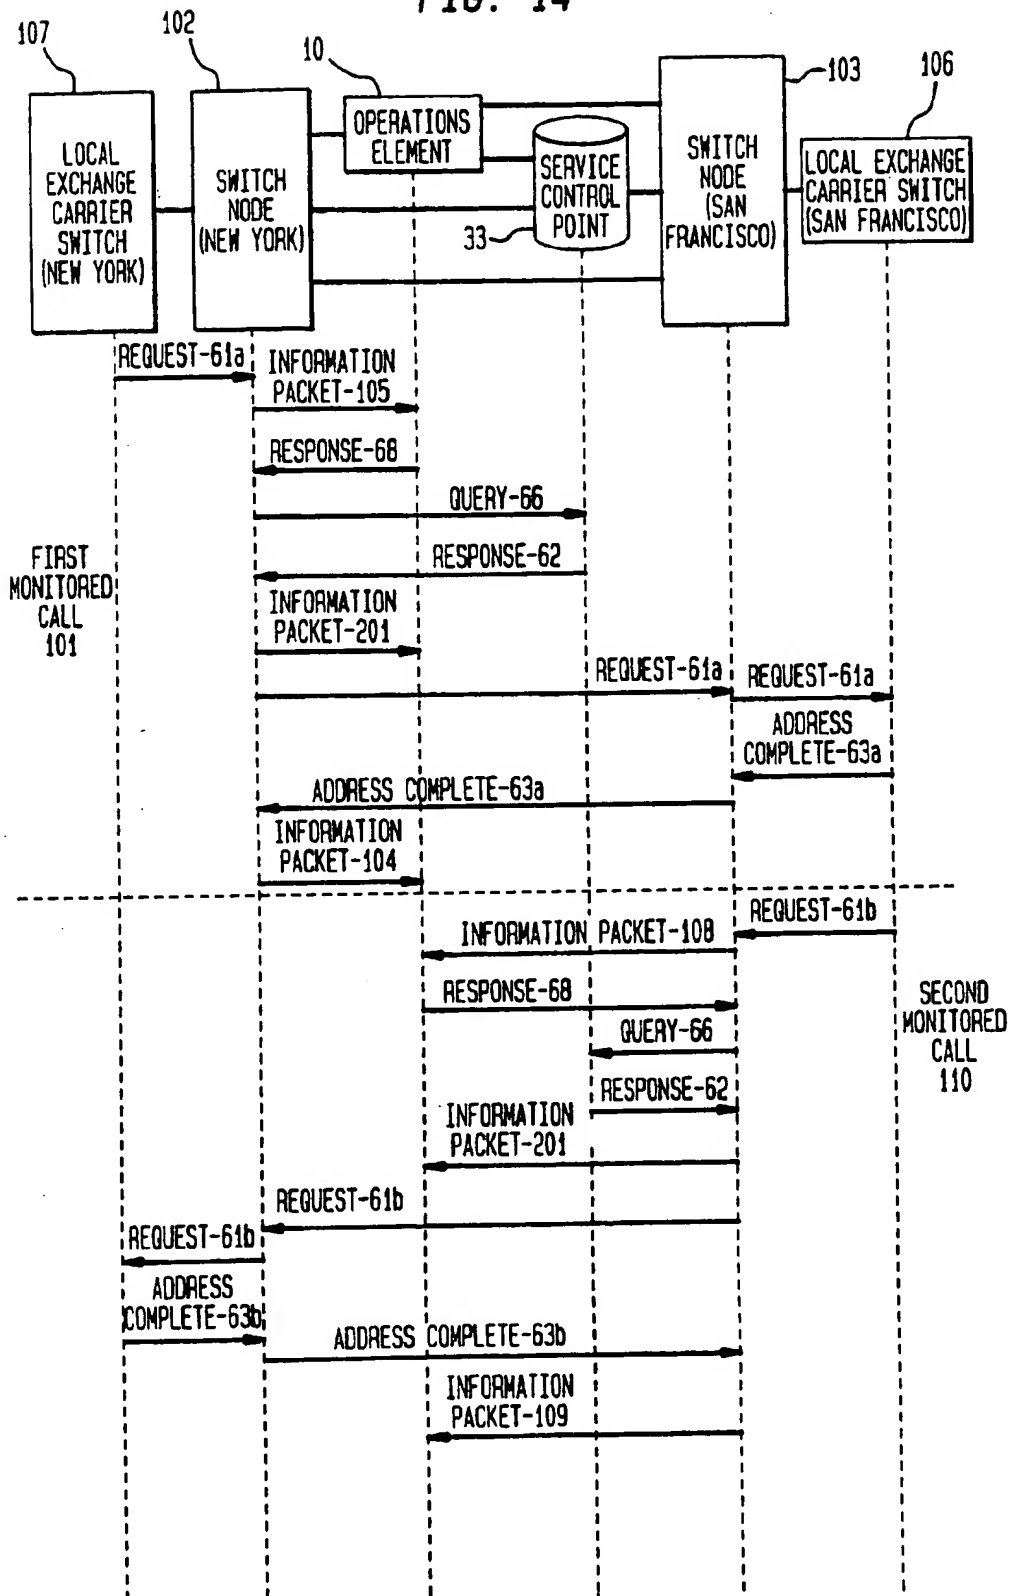 FIG. 14
107
102
10
103
106
LOCAL
EXCHANGE
CARRIER
SWITCH
(NEW YORK)
SWITCH
NODE
(NEW YORK)
OPERATIONS
ELEMENT
SERVICE
CONTROL
POINT
33
SWITCH
NODE
(SAN
FRANCISCO)
LOCAL EXCHANGE
CARRIER SWITCH
(SAN FRANCISCO)
REQUEST-61a
INFORMATION
PACKET-105
RESPONSE-68
QUERY-66
RESPONSE-62
FIRST
MONITORED
CALL
101
INFORMATION
PACKET-201
REQUEST-61a
REQUEST-61a
ADDRESS
COMPLETE-63a
ADDRESS COMPLETE-63a
INFORMATION
PACKET-104
REQUEST-61b
INFORMATION PACKET-108
RESPONSE-68
SECOND
MONITORED
CALL
110
QUERY-66
RESPONSE-62
INFORMATION
PACKET-201
REQUEST-61b
REQUEST-61b
ADDRESS
COMPLETE-63b
ADDRESS COMPLETE-63b
INFORMATION
PACKET-109